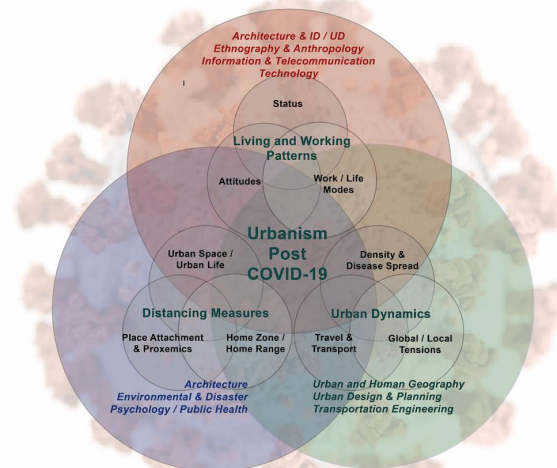 Architecture & ID / UD
Ethnography & Anthropology
Information & Telecommunication
Technology
Status
Living and Working
Patterns
Attitudes
Work / Life
Modes
Urbanism
Post
COVID-19
Urban Space /
Urban Life
Density &
Disease Spread
Distancing Measures
Urban Dynamics
Place Attachment
& Proxemics
Home Zone /
Home Range
Travel &
Transport
Global / Local
Tensions
Architecture
Environmental & Disaster
Psychology / Public Health
Urban and Human Geography
Urban Design & Planning
Transportation Engineering